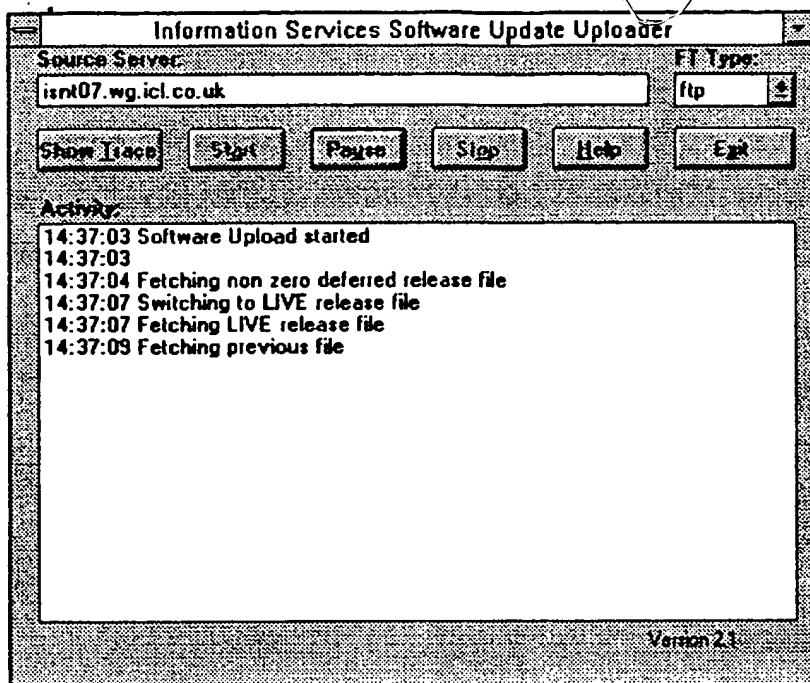 Information Services Software Update Uploader
Source Server: FT Type:
isnt07.wg.icl.co.uk ftp
Show Trace Start Pause Stop Help Exit
Activity:
14:37:03 Software Upload started
14:37:03
14:37:04 Fetching non zero deferred release file
14:37:07 Switching to LIVE release file
14:37:07 Fetching LIVE release file
14:37:09 Fetching previous file
Version 2.1